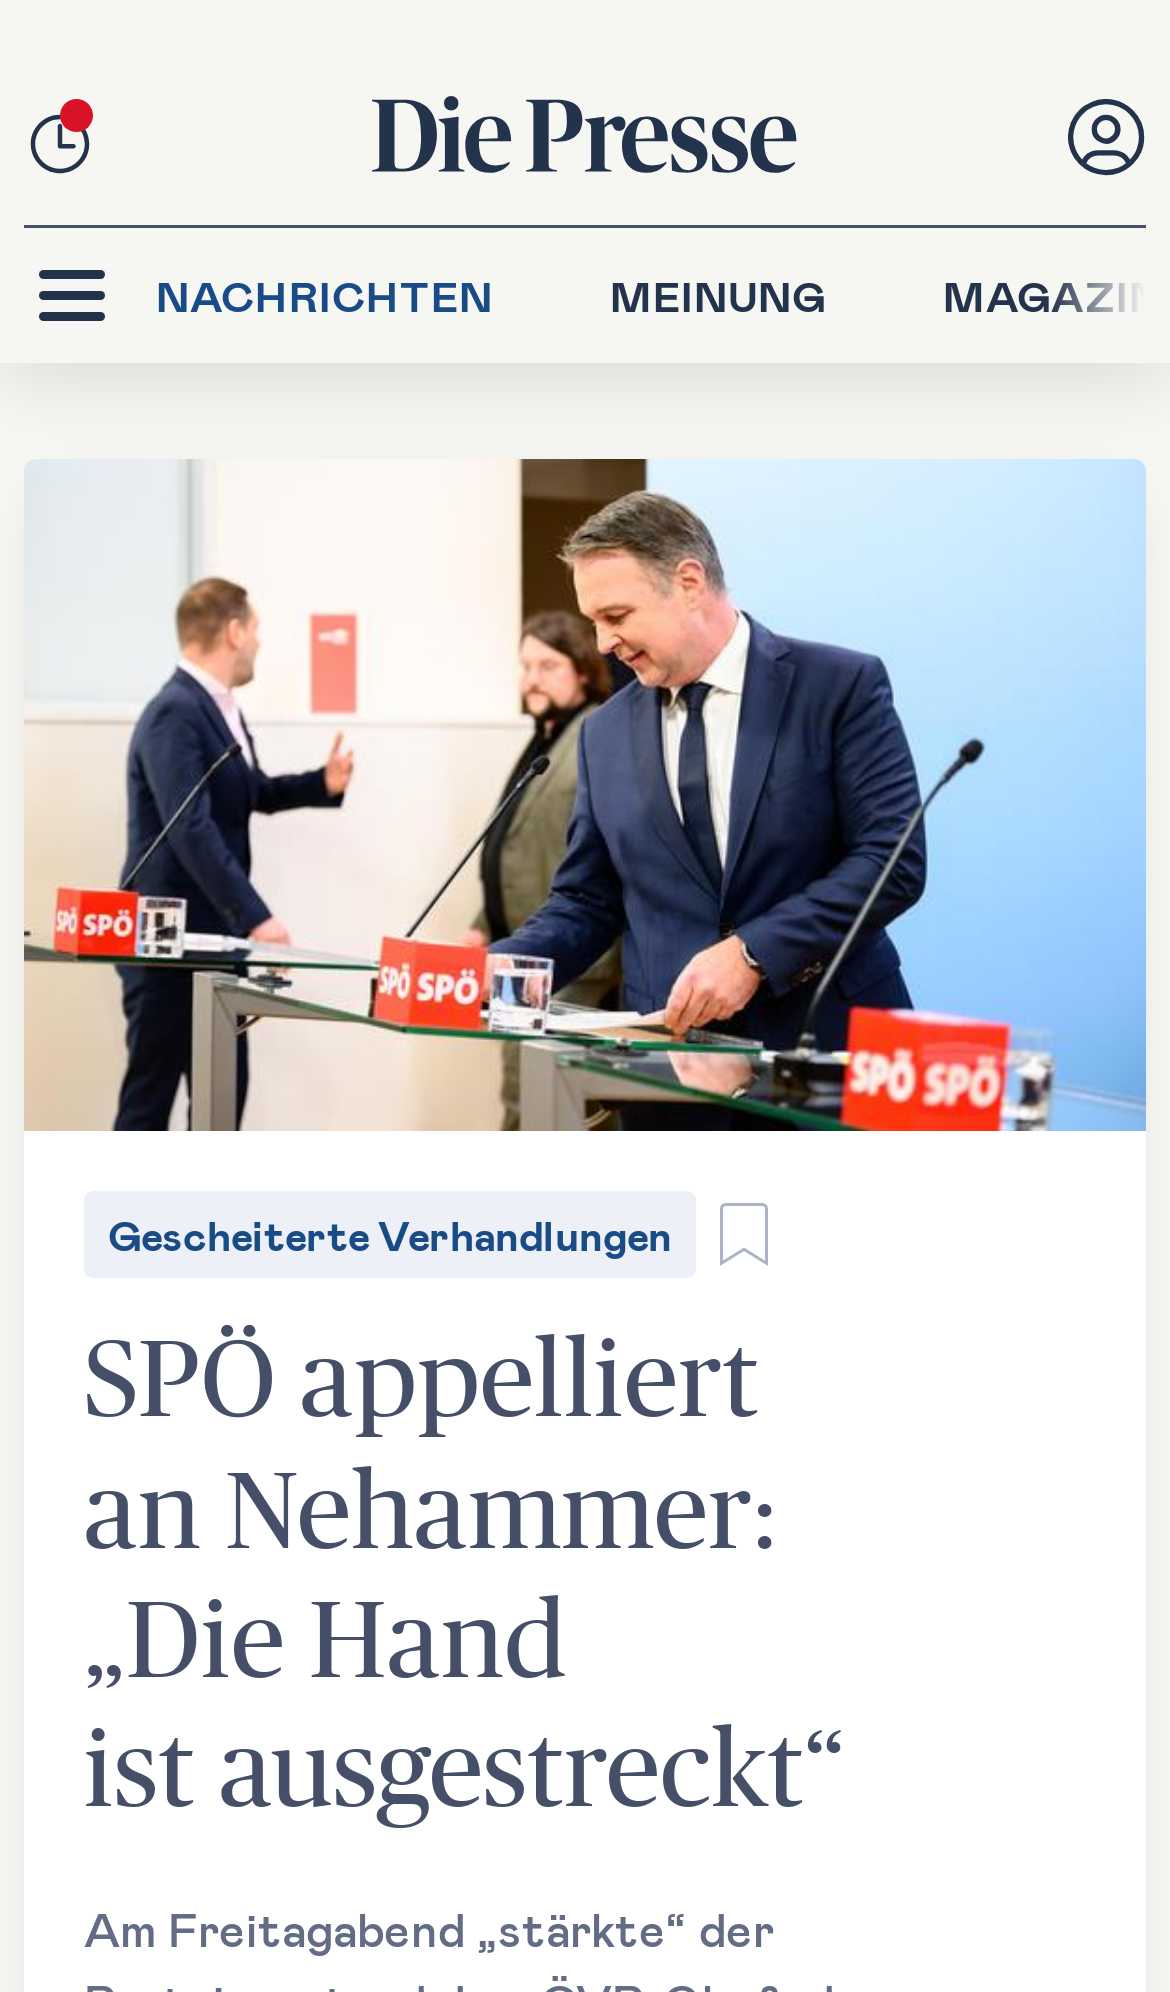 Die Presse
NACHRICHTEN MEINUNG
SPÖ SPÖ
SPÖ SPÖ
SPÖ SPÖ
Gescheiterte Verhandlungen
SPÖ appelliert
an Nehammer:
„Die Hand
ist ausgestreckt“
Am Freitagabend „stärkte“ der